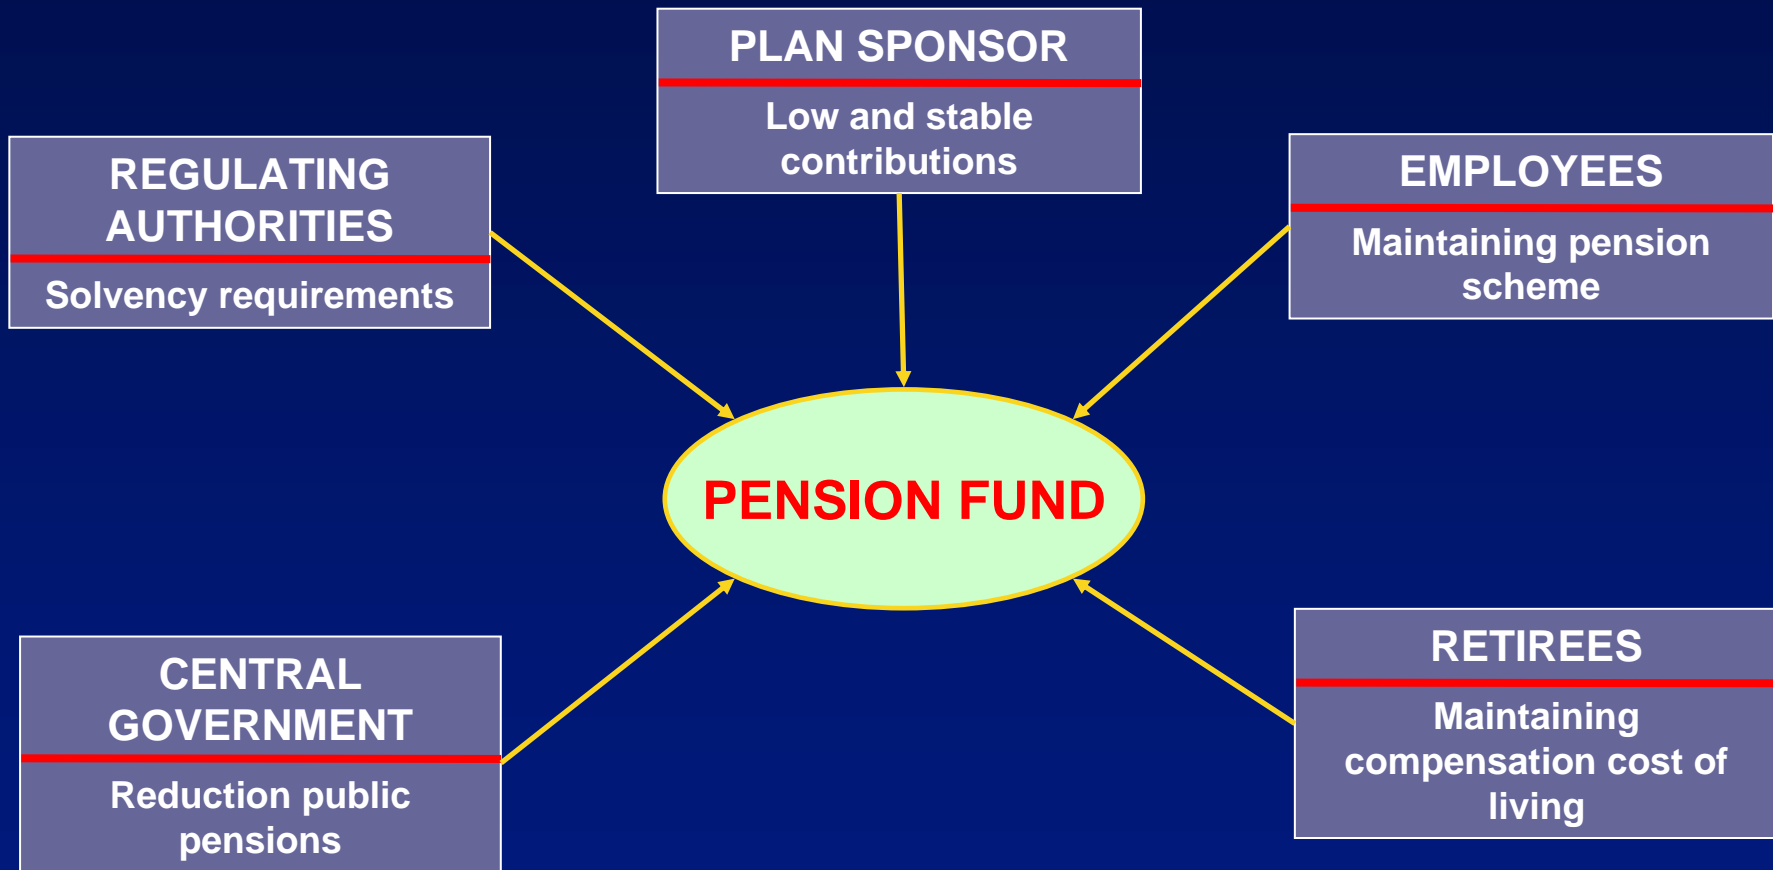 PLAN SPONSOR
Low and stable
contributions
REGULATING
AUTHORITIES
Solvency requirements
EMPLOYEES
Maintaining pension
scheme
PENSION FUND
CENTRAL
GOVERNMENT
Reduction public
pensions
RETIREES
Maintaining
compensation cost of
living